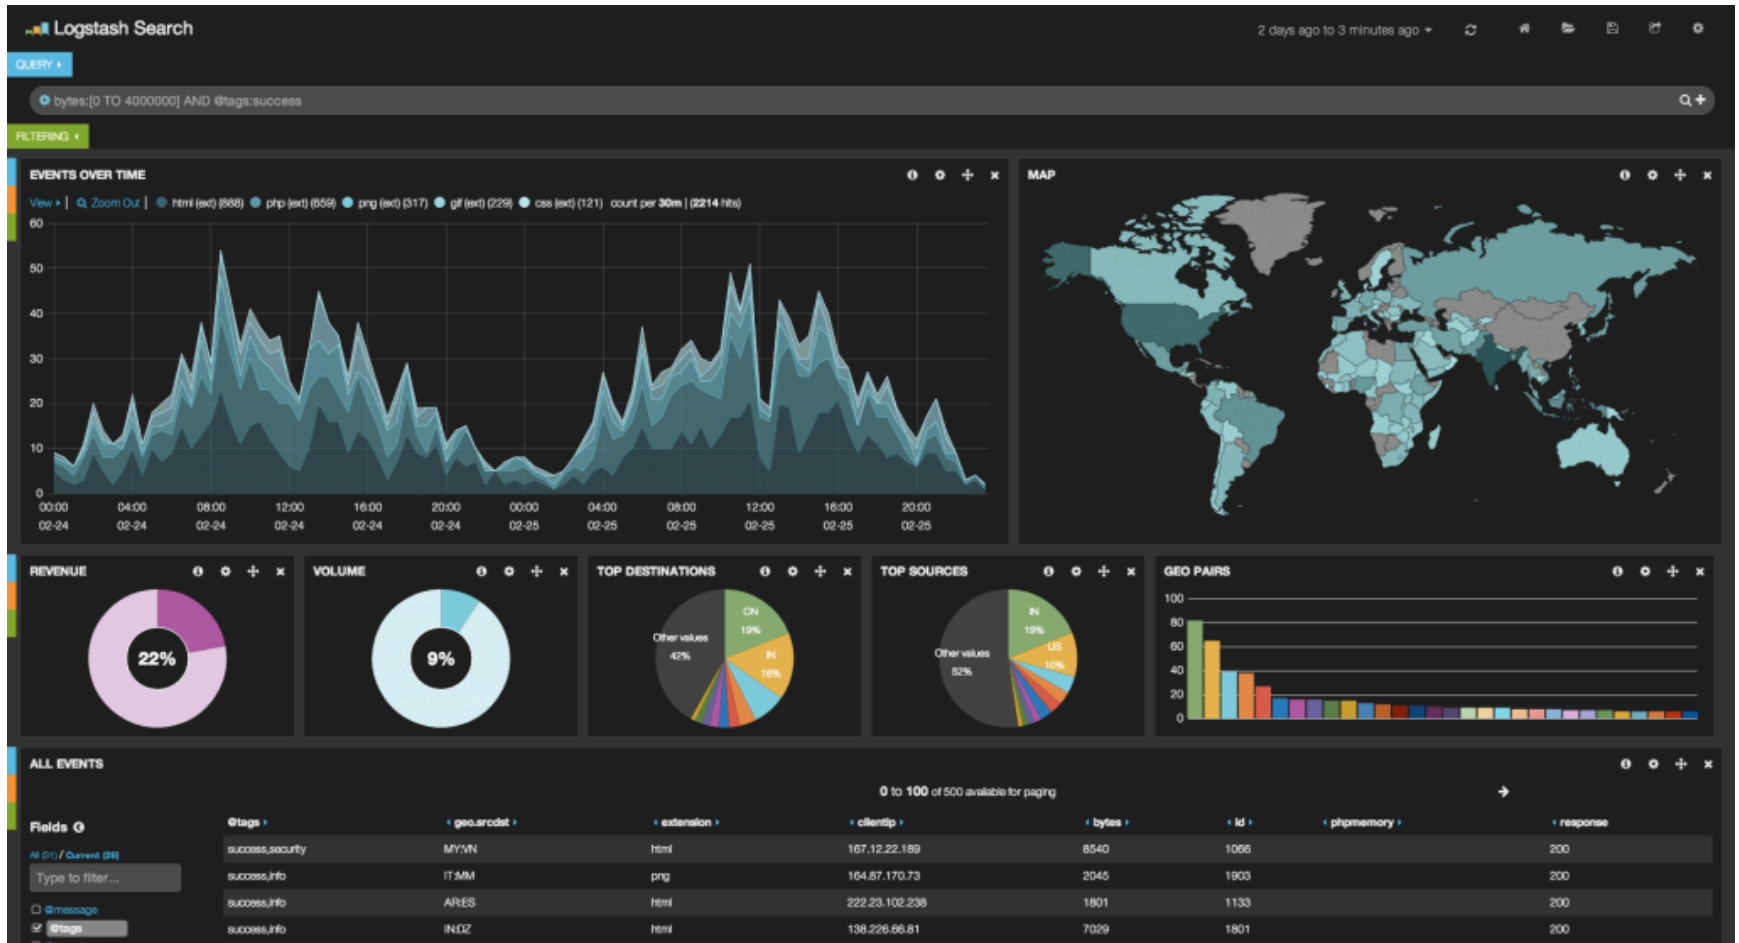 Logstash Search
2 days ago to 3 minutes ago
QUERY
bytes:[0 TO 4000000] AND @tags:success
FILTERING
EVENTS OVER TIME
View | Zoom Out | html (ext) (888) php (ext) (659) png (ext) (317) gif (ext) (229) css (ext) (121) count per 30m | (2214 hits)
60
50
40
30
20
10
0
00:00 04:00 08:00 12:00 16:00 20:00 00:00 04:00 08:00 12:00 16:00 20:00
02-24 02-24 02-24 02-24 02-24 02-24 02-25 02-25 02-25 02-25 02-25 02-25
MAP
REVENUE
22%
VOLUME
9%
TOP DESTINATIONS
CN
19%
IN
16%
Other values
42%
TOP SOURCES
IN
19%
US
10%
Other values
52%
GEO PAIRS
100
80
60
40
20
0
ALL EVENTS
0 to 100 of 500 available for paging
Fields
All (31) / Current (28)
Type to filter...
@message
@tags
@tags geo.srcdst extension clientip bytes id phpmemory response
success,security MY:VN html 167.12.22.189 8540 1066 200
success,info IT:MM png 164.87.170.73 2045 1903 200
success,info AR:ES html 222.23.102.238 1801 1133 200
success,info IN:DZ html 138.226.66.81 7029 1801 200